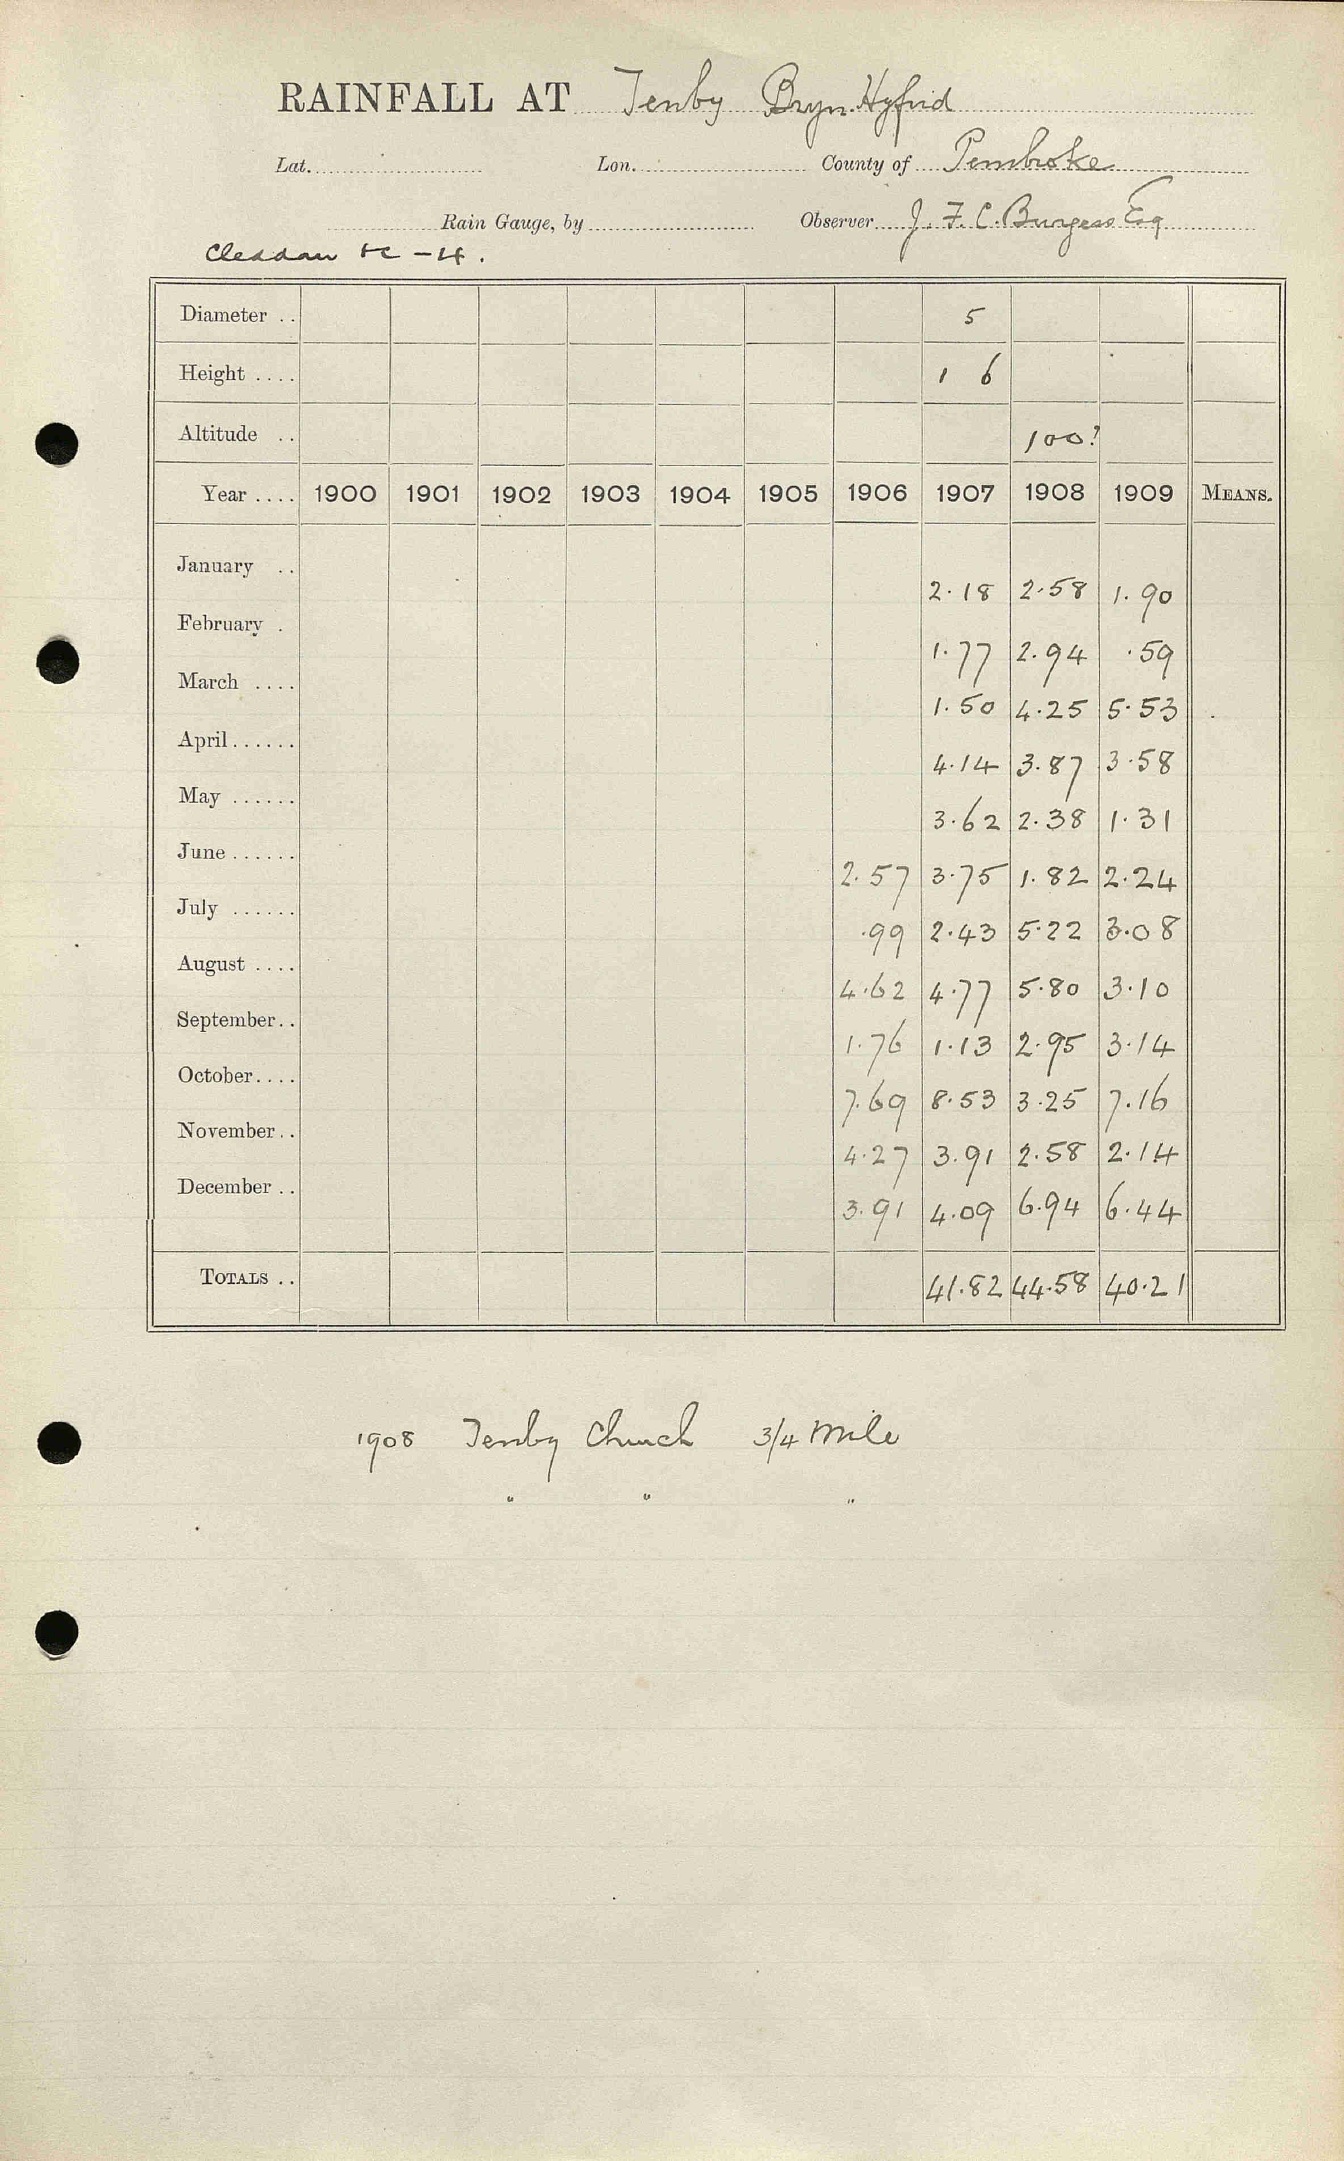 RAINFALL AT Tenby Bryn Hyfrid
Lat. Lon. County of Pembroke
Rain Gauge, by Observer J. F. C. Burgess Esq
Cleddau &c - 4.
Diameter .. 5
Height .... 1 6
Altitude .. 100?
Year .... 1900 1901 1902 1903 1904 1905 1906 1907 1908 1909 MEANS.
January .. 2.18 2.58 1.90
February . 1.77 2.94 .59
March .... 1.50 4.25 5.53
April ...... 4.14 3.87 3.58
May ...... 3.62 2.38 1.31
June ...... 2.57 3.75 1.82 2.24
July ...... .99 2.43 5.22 3.08
August .... 4.62 4.77 5.80 3.10
September.. 1.76 1.13 2.95 3.14
October.... 7.69 8.53 3.25 7.16
November.. 4.27 3.91 2.58 2.14
December .. 3.91 4.09 6.94 6.44
TOTALS .. 41.82 44.58 40.21
1908 Tenby Church 3/4 Mile
" " "